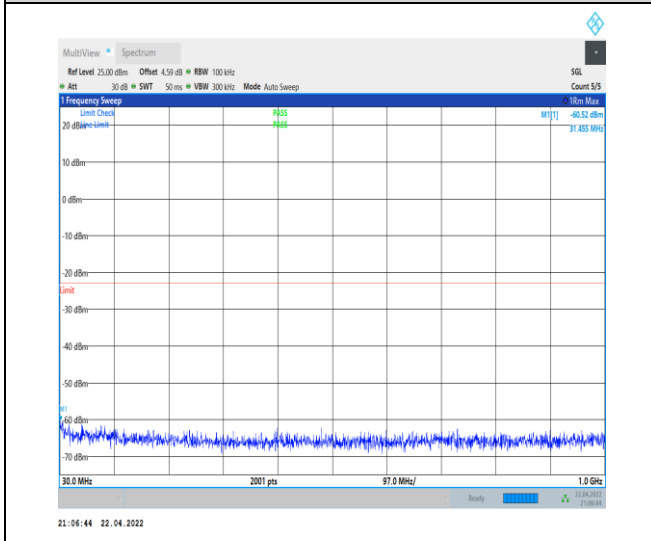 MultiView Spectrum
Ref Level 25.00 dBm Offset 4.59 dB RBW 100 kHz SGL
Att 30 dB SWT 50 ms VBW 300 kHz Mode Auto Sweep Count 5/5
1 Frequency Sweep 1Rm Max
Limit Check PASS M1[1] -60.52 dBm
20 dBm Line Limit PASS 31.455 MHz
10 dBm
0 dBm
-10 dBm
-20 dBm
Limit
-30 dBm
-40 dBm
-50 dBm
M1
-60 dBm
-70 dBm
30.0 MHz 2001 pts 97.0 MHz/ 1.0 GHz
Ready 22.04.2022
21:06:44
21:06:44 22.04.2022